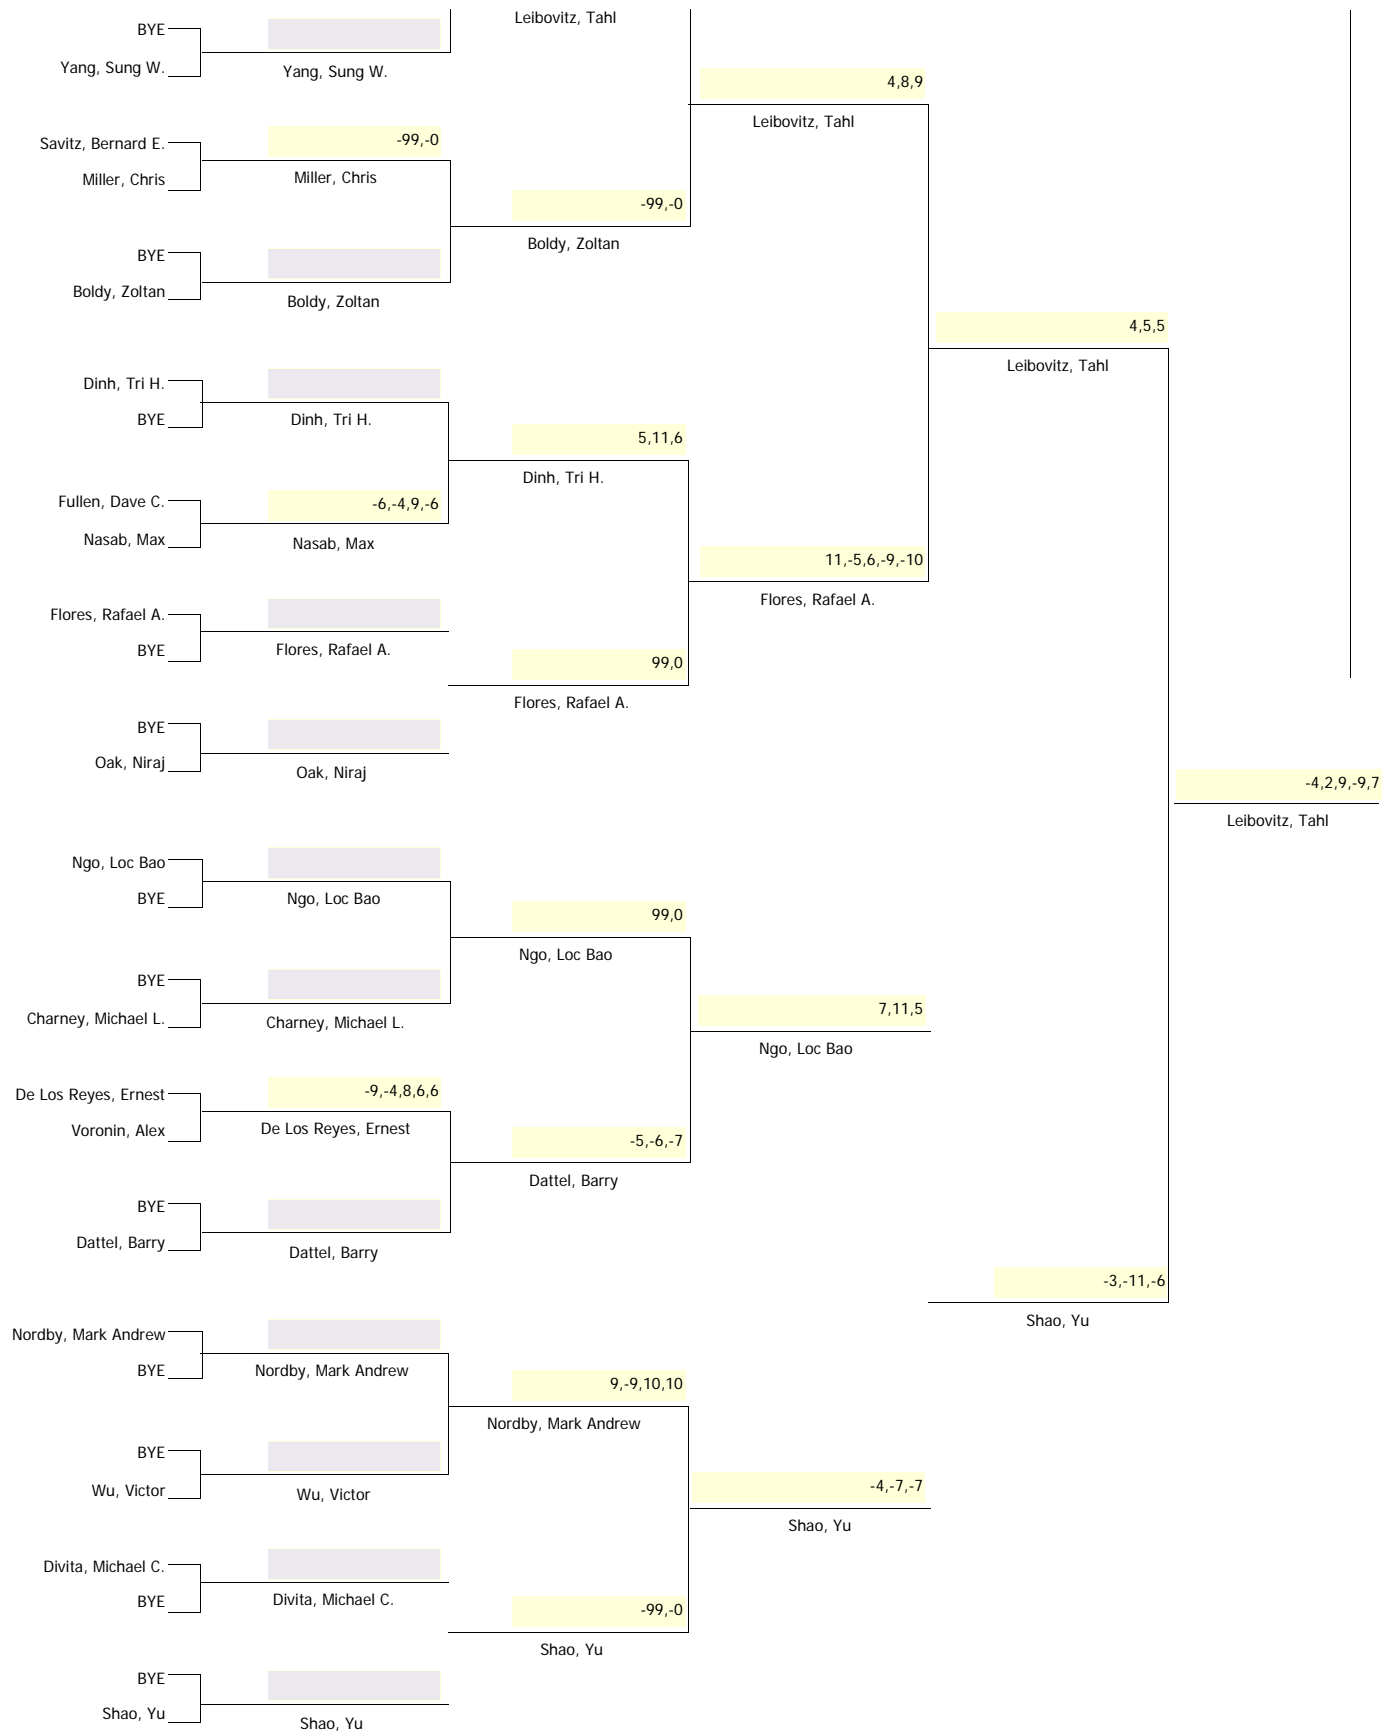 BYE
Yang, Sung W.
Yang, Sung W.
Leibovitz, Tahl
4,8,9
Leibovitz, Tahl
Savitz, Bernard E.
Miller, Chris
-99,-0
Miller, Chris
-99,-0
Boldy, Zoltan
BYE
Boldy, Zoltan
Boldy, Zoltan
4,5,5
Leibovitz, Tahl
Dinh, Tri H.
BYE
Dinh, Tri H.
5,11,6
Dinh, Tri H.
Fullen, Dave C.
Nasab, Max
-6,-4,9,-6
Nasab, Max
11,-5,6,-9,-10
Flores, Rafael A.
Flores, Rafael A.
BYE
Flores, Rafael A.
99,0
Flores, Rafael A.
BYE
Oak, Niraj
Oak, Niraj
-4,2,9,-9,7
Leibovitz, Tahl
Ngo, Loc Bao
BYE
Ngo, Loc Bao
99,0
Ngo, Loc Bao
BYE
Charney, Michael L.
Charney, Michael L.
7,11,5
Ngo, Loc Bao
De Los Reyes, Ernest
Voronin, Alex
-9,-4,8,6,6
De Los Reyes, Ernest
-5,-6,-7
Dattel, Barry
BYE
Dattel, Barry
Dattel, Barry
-3,-11,-6
Shao, Yu
Nordby, Mark Andrew
BYE
Nordby, Mark Andrew
9,-9,10,10
Nordby, Mark Andrew
BYE
Wu, Victor
Wu, Victor
-4,-7,-7
Shao, Yu
Divita, Michael C.
BYE
Divita, Michael C.
-99,-0
Shao, Yu
BYE
Shao, Yu
Shao, Yu